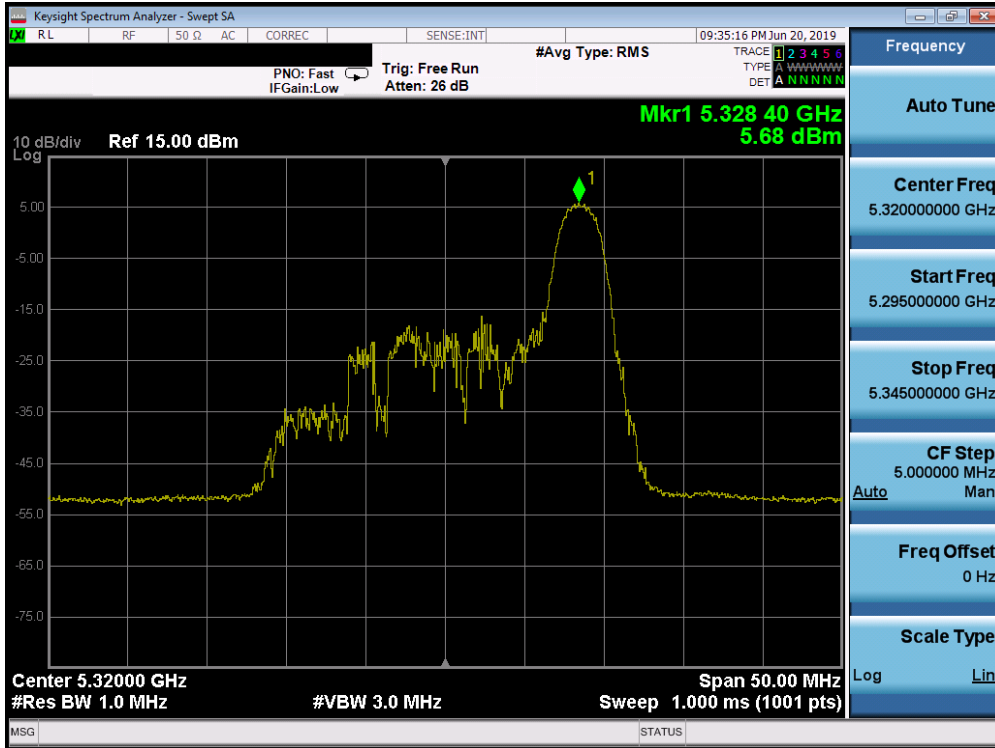 Keysight Spectrum Analyzer - Swept SA
LXI RL RF 50 Ω AC CORREC SENSE:INT 09:35:16 PM Jun 20, 2019
#Avg Type: RMS
TRACE 1 2 3 4 5 6
TYPE A WWWWW
DET A N N N N N
PNO: Fast
IFGain:Low
Trig: Free Run
Atten: 26 dB
Mkr1 5.328 40 GHz
5.68 dBm
10 dB/div Ref 15.00 dBm
Log
1
5.00
-5.00
-15.0
-25.0
-35.0
-45.0
-55.0
-65.0
-75.0
Center 5.32000 GHz Span 50.00 MHz
#Res BW 1.0 MHz #VBW 3.0 MHz Sweep 1.000 ms (1001 pts)
MSG STATUS
Frequency
Auto Tune
Center Freq
5.320000000 GHz
Start Freq
5.295000000 GHz
Stop Freq
5.345000000 GHz
CF Step
5.000000 MHz
Auto Man
Freq Offset
0 Hz
Scale Type
Log Lin